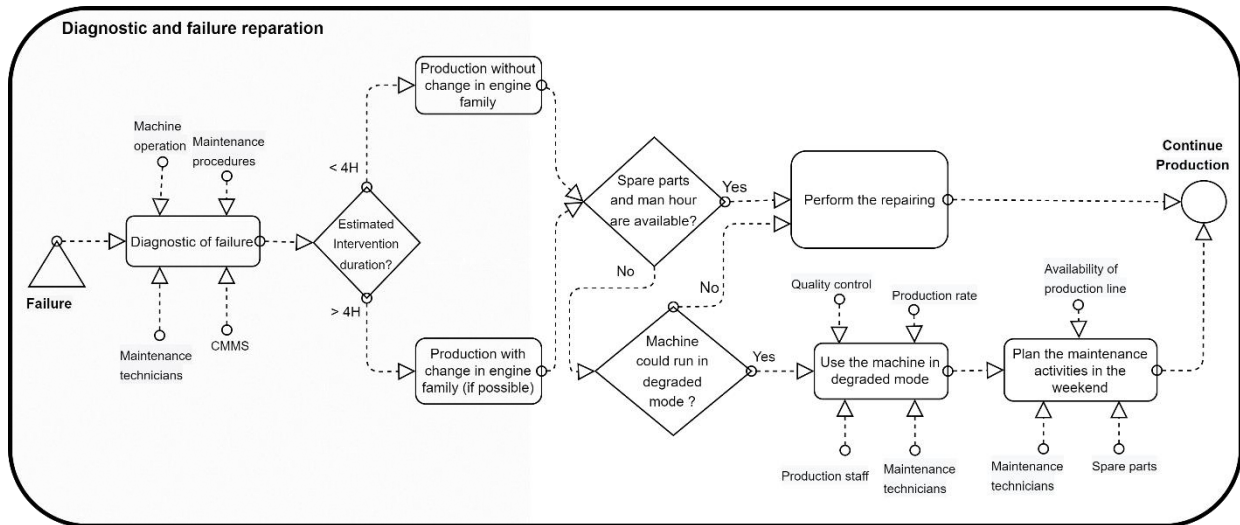 Diagnostic and failure reparation
Production without
change in engine
family
Machine
operation
Maintenance
procedures
< 4H
Diagnostic of failure
Estimated
Intervention
duration?
Failure
> 4H
Maintenance
technicians
CMMS
Production with
change in engine
family (if possible)
Spare parts
and man hour
are available?
Yes
No
Perform the repairing
Continue
Production
No
Machine
could run in
degraded
mode ?
Yes
Quality control
Production rate
Use the machine in
degraded mode
Production staff
Maintenance
technicians
Availability of
production line
Plan the maintenance
activities in the
weekend
Maintenance
technicians
Spare parts